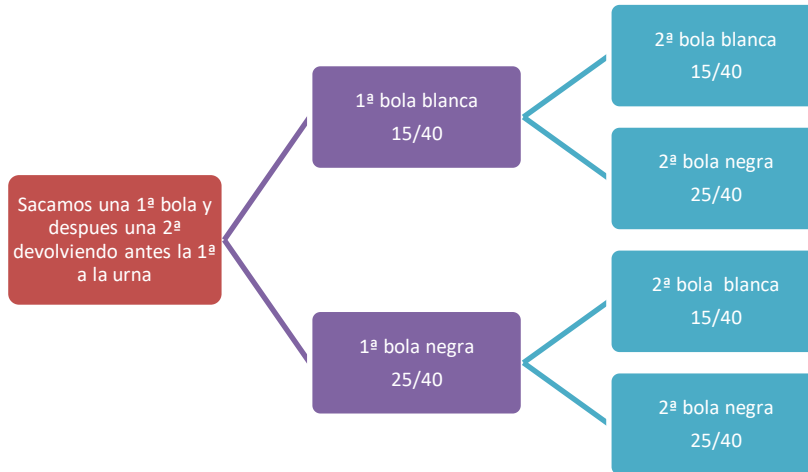 Sacamos una 1ª bola y
despues una 2ª
devolviendo antes la 1ª
a la urna
1ª bola blanca
15/40
2ª bola blanca
15/40
2ª bola negra
25/40
1ª bola negra
25/40
2ª bola blanca
15/40
2ª bola negra
25/40